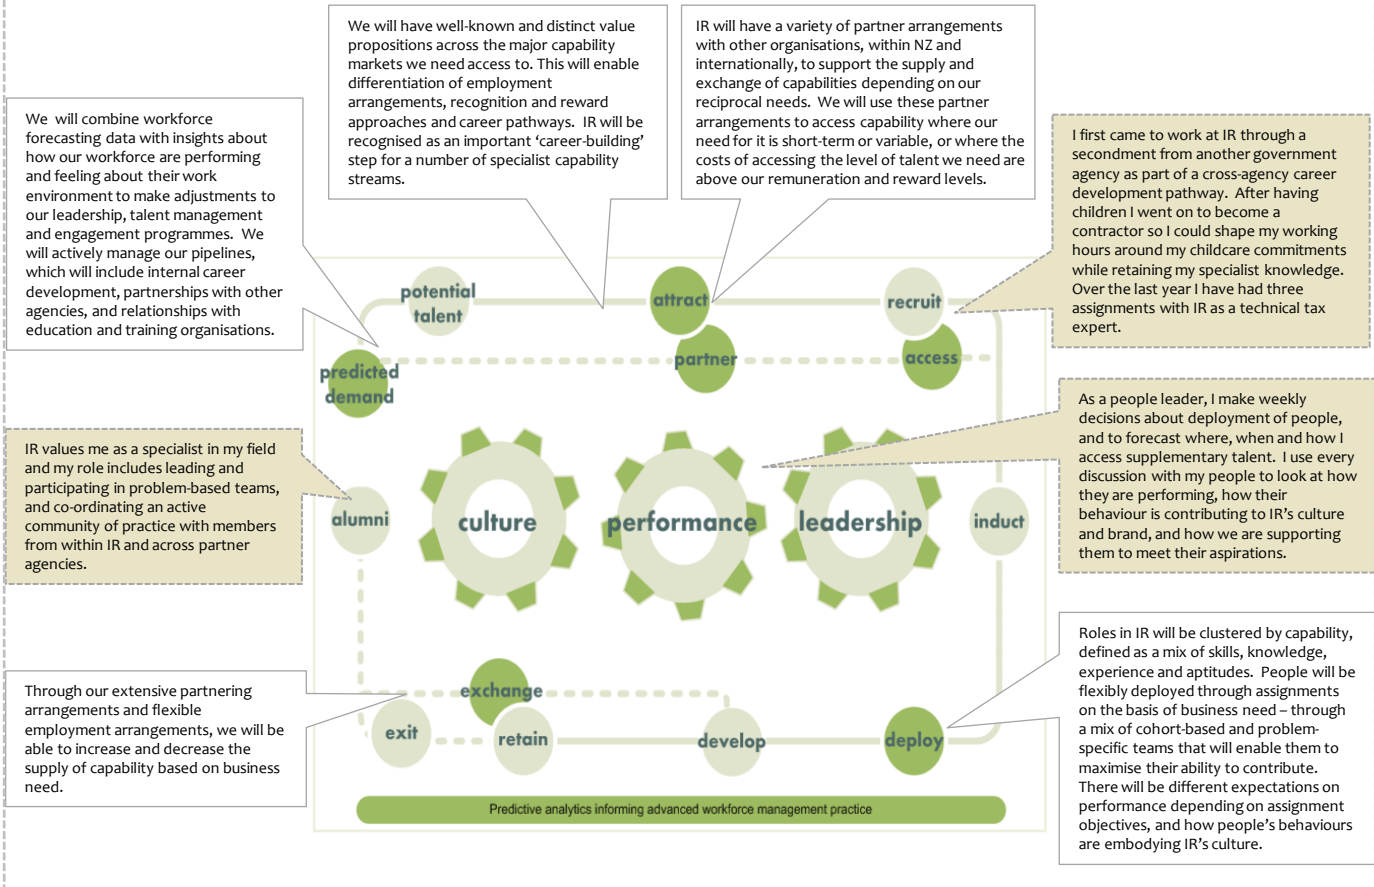 We will have well-known and distinct value
propositions across the major capability
markets we need access to. This will enable
differentiation of employment
arrangements, recognition and reward
approaches and career pathways. IR will be
recognised as an important ‘career-building’
step for a number of specialist capability
streams.
IR will have a variety of partner arrangements
with other organisations, within NZ and
internationally, to support the supply and
exchange of capabilities depending on our
reciprocal needs. We will use these partner
arrangements to access capability where our
need for it is short-term or variable, or where the
costs of accessing the level of talent we need are
above our remuneration and reward levels.
We will combine workforce
forecasting data with insights about
how our workforce are performing
and feeling about their work
environment to make adjustments to
our leadership, talent management
and engagement programmes. We
will actively manage our pipelines,
which will include internal career
development, partnerships with other
agencies, and relationships with
education and training organisations.
I first came to work at IR through a
secondment from another government
agency as part of a cross-agency career
development pathway. After having
children I went on to become a
contractor so I could shape my working
hours around my childcare commitments
while retaining my specialist knowledge.
Over the last year I have had three
assignments with IR as a technical tax
expert.
potential
talent
attract
recruit
partner
access
predicted
demand
As a people leader, I make weekly
decisions about deployment of people,
and to forecast where, when and how I
access supplementary talent. I use every
discussion with my people to look at how
they are performing, how their
behaviour is contributing to IR’s culture
and brand, and how we are supporting
them to meet their aspirations.
IR values me as a specialist in my field
and my role includes leading and
participating in problem-based teams,
and co-ordinating an active
community of practice with members
from within IR and across partner
agencies.
alumni
culture
performance
leadership
induct
Roles in IR will be clustered by capability,
defined as a mix of skills, knowledge,
experience and aptitudes. People will be
flexibly deployed through assignments
on the basis of business need – through
a mix of cohort-based and problem-
specific teams that will enable them to
maximise their ability to contribute.
There will be different expectations on
performance depending on assignment
objectives, and how people’s behaviours
are embodying IR’s culture.
Through our extensive partnering
arrangements and flexible
employment arrangements, we will be
able to increase and decrease the
supply of capability based on business
need.
exchange
exit
retain
develop
deploy
Predictive analytics informing advanced workforce management practice